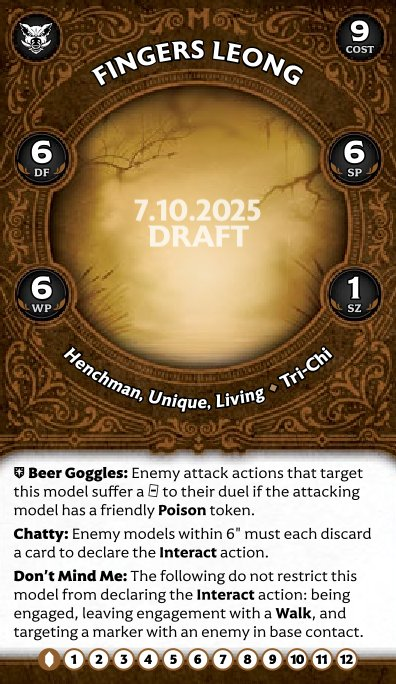 FINGERS LEONG
9
COST
6
DF
6
SP
7.10.2025
DRAFT
6
WP
1
SZ
Henchman, Unique, Living ◆ Tri-Chi
Beer Goggles: Enemy attack actions that target
this model suffer a to their duel if the attacking
model has a friendly Poison token.
Chatty: Enemy models within 6" must each discard
a card to declare the Interact action.
Don't Mind Me: The following do not restrict this
model from declaring the Interact action: being
engaged, leaving engagement with a Walk, and
targeting a marker with an enemy in base contact.
1 2 3 4 5 6 7 8 9 10 11 12